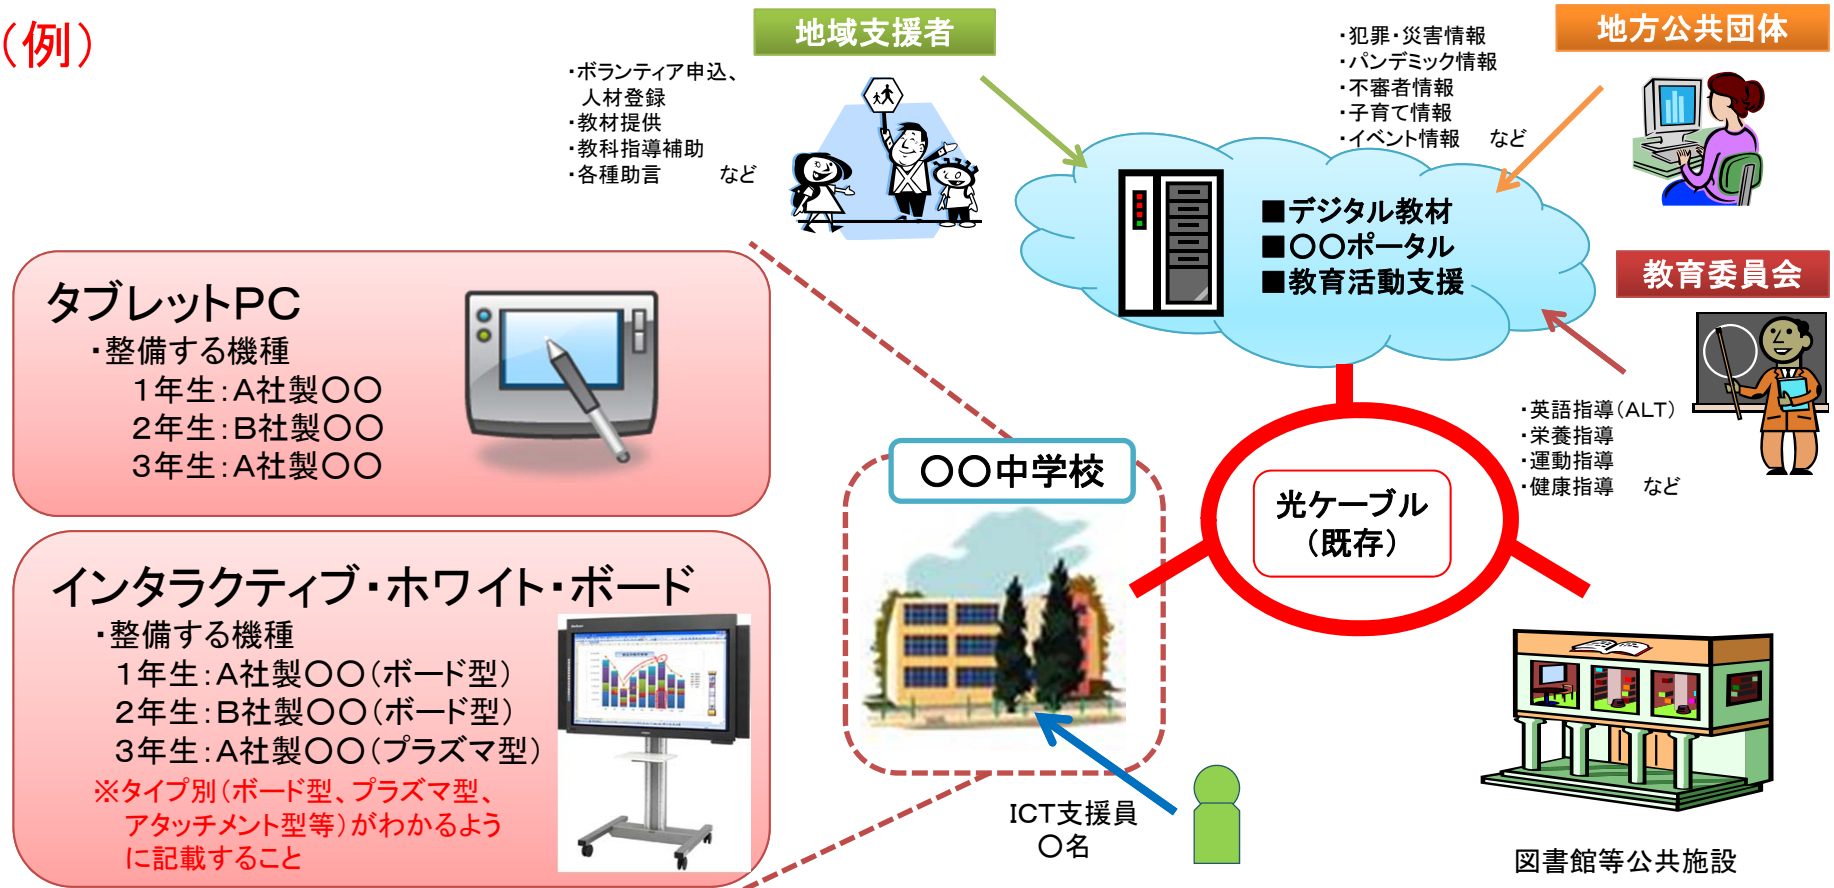 （例）
地域支援者
・ボランティア申込、
人材登録
・教材提供
・教科指導補助
・各種助言　　など
・犯罪・災害情報
・パンデミック情報
・不審者情報
・子育て情報
・イベント情報　など
地方公共団体
■デジタル教材
■〇〇ポータル
■教育活動支援
教育委員会
・英語指導（ALT）
・栄養指導
・運動指導
・健康指導　など
タブレットPC
・整備する機種
1年生：A社製〇〇
2年生：B社製〇〇
3年生：A社製〇〇
インタラクティブ・ホワイト・ボード
・整備する機種
1年生：A社製〇〇（ボード型）
2年生：B社製〇〇（ボード型）
3年生：A社製〇〇（プラズマ型）
※タイプ別（ボード型、プラズマ型、
アタッチメント型等）がわかるよう
に記載すること
〇〇中学校
光ケーブル
（既存）
ICT支援員
〇名
図書館等公共施設